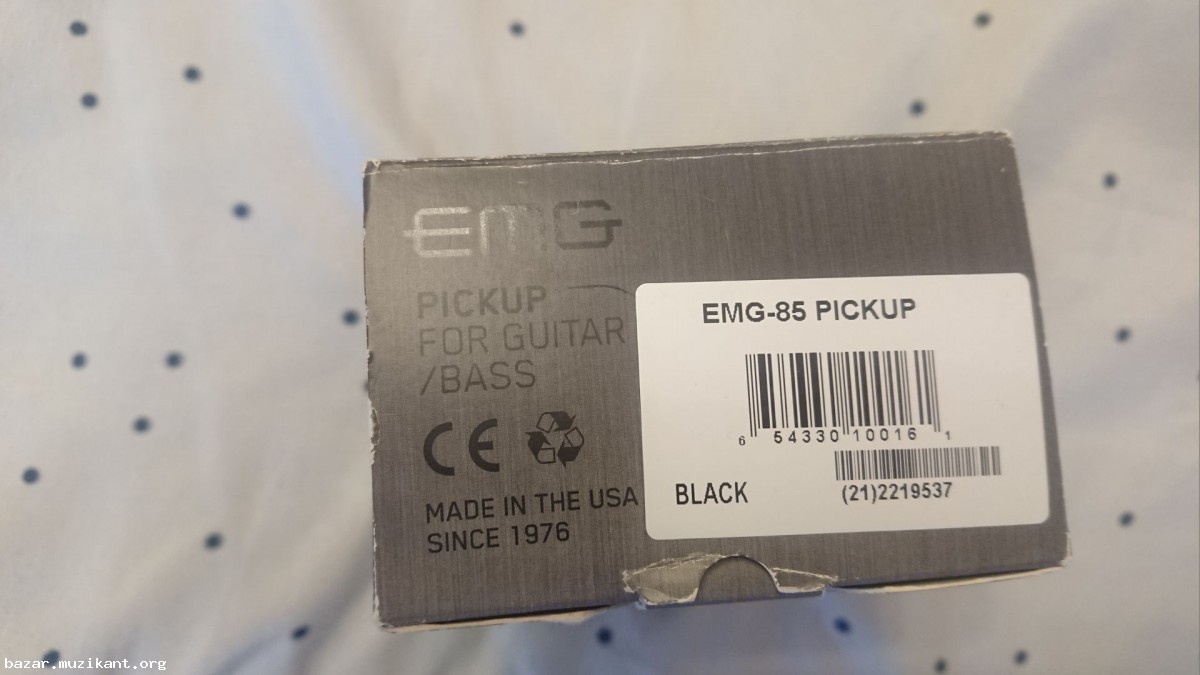 EMG
PICKUP
FOR GUITAR
/BASS
CE
MADE IN THE USA
SINCE 1976
EMG-85 PICKUP
6 54330 10016 1
BLACK
(21)2219537
bazar.muzikant.org